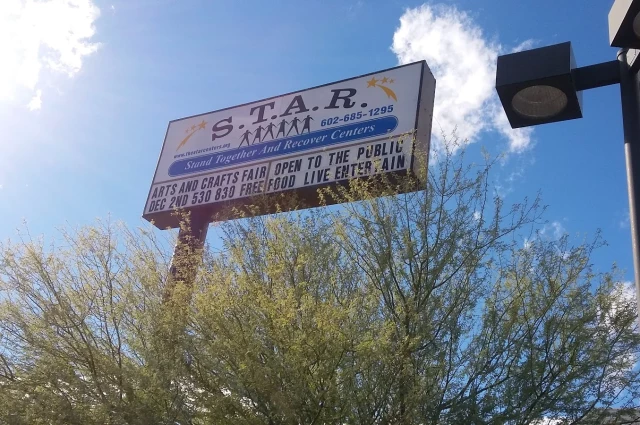 S.T.A.R.
602-685-1295
www.thestarcenters.org
Stand Together And Recover Centers
ARTS AND CRAFTS FAIR OPEN TO THE PUBLIC
DEC 2ND 530 830 FREE FOOD LIVE ENTERTAIN